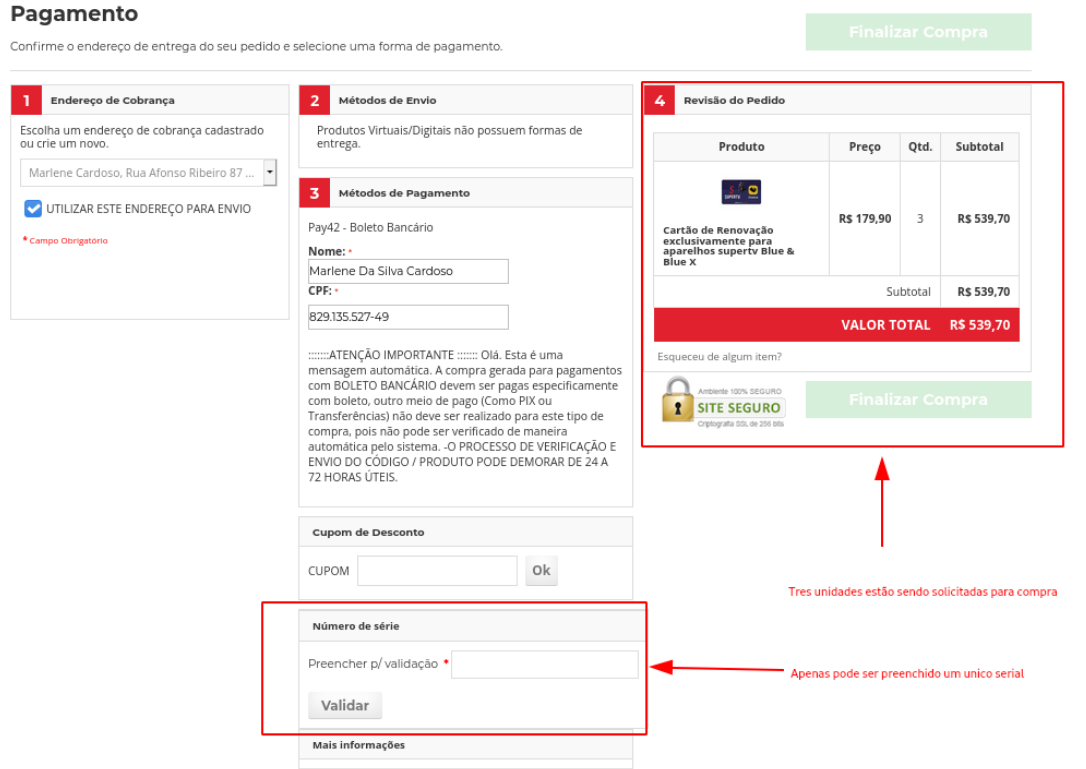 Pagamento
Finalizar Compra
Confirme o endereço de entrega do seu pedido e selecione uma forma de pagamento.
1 Endereço de Cobrança
Escolha um endereço de cobrança cadastrado
ou crie um novo.
Marlene Cardoso, Rua Afonso Ribeiro 87 ...
UTILIZAR ESTE ENDEREÇO PARA ENVIO
* Campo Obrigatório
2 Métodos de Envio
Produtos Virtuais/Digitais não possuem formas de
entrega.
3 Métodos de Pagamento
Pay42 - Boleto Bancário
Nome: *
Marlene Da Silva Cardoso
CPF: *
829.135.527-49
:::::::ATENÇÃO IMPORTANTE ::::::: Olá. Esta é uma
mensagem automática. A compra gerada para pagamentos
com BOLETO BANCÁRIO devem ser pagas especificamente
com boleto, outro meio de pago (Como PIX ou
Transferências) não deve ser realizado para este tipo de
compra, pois não pode ser verificado de maneira
automática pelo sistema. -O PROCESSO DE VERIFICAÇÃO E
ENVIO DO CÓDIGO / PRODUTO PODE DEMORAR DE 24 A
72 HORAS ÚTEIS.
Cupom de Desconto
CUPOM Ok
Número de série
Preencher p/ validação *
Validar
Mais informações
4 Revisão do Pedido
Produto Preço Qtd. Subtotal
Cartão de Renovação
exclusivamente para
aparelhos supertv Blue &
Blue X
R$ 179,90 3 R$ 539,70
Subtotal R$ 539,70
VALOR TOTAL R$ 539,70
Esqueceu de algum item?
Ambiente 100% SEGURO
SITE SEGURO
Criptografia SSL de 256 bits
Finalizar Compra
Tres unidades estão sendo solicitadas para compra
Apenas pode ser preenchido um unico serial